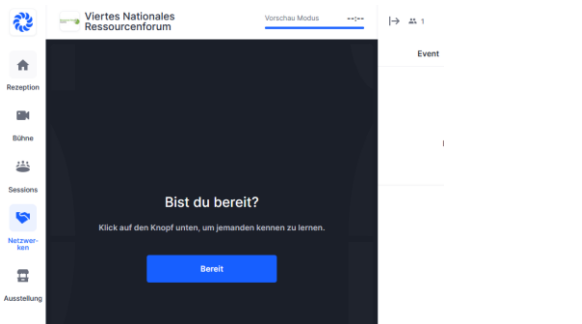 Viertes Nationales
Ressourcenforum
Vorschau Modus --:--
1
Event
Rezeption
Bühne
Sessions
Netzwer-
ken
Ausstellung
Bist du bereit?
Klick auf den Knopf unten, um jemanden kennen zu lernen.
Bereit